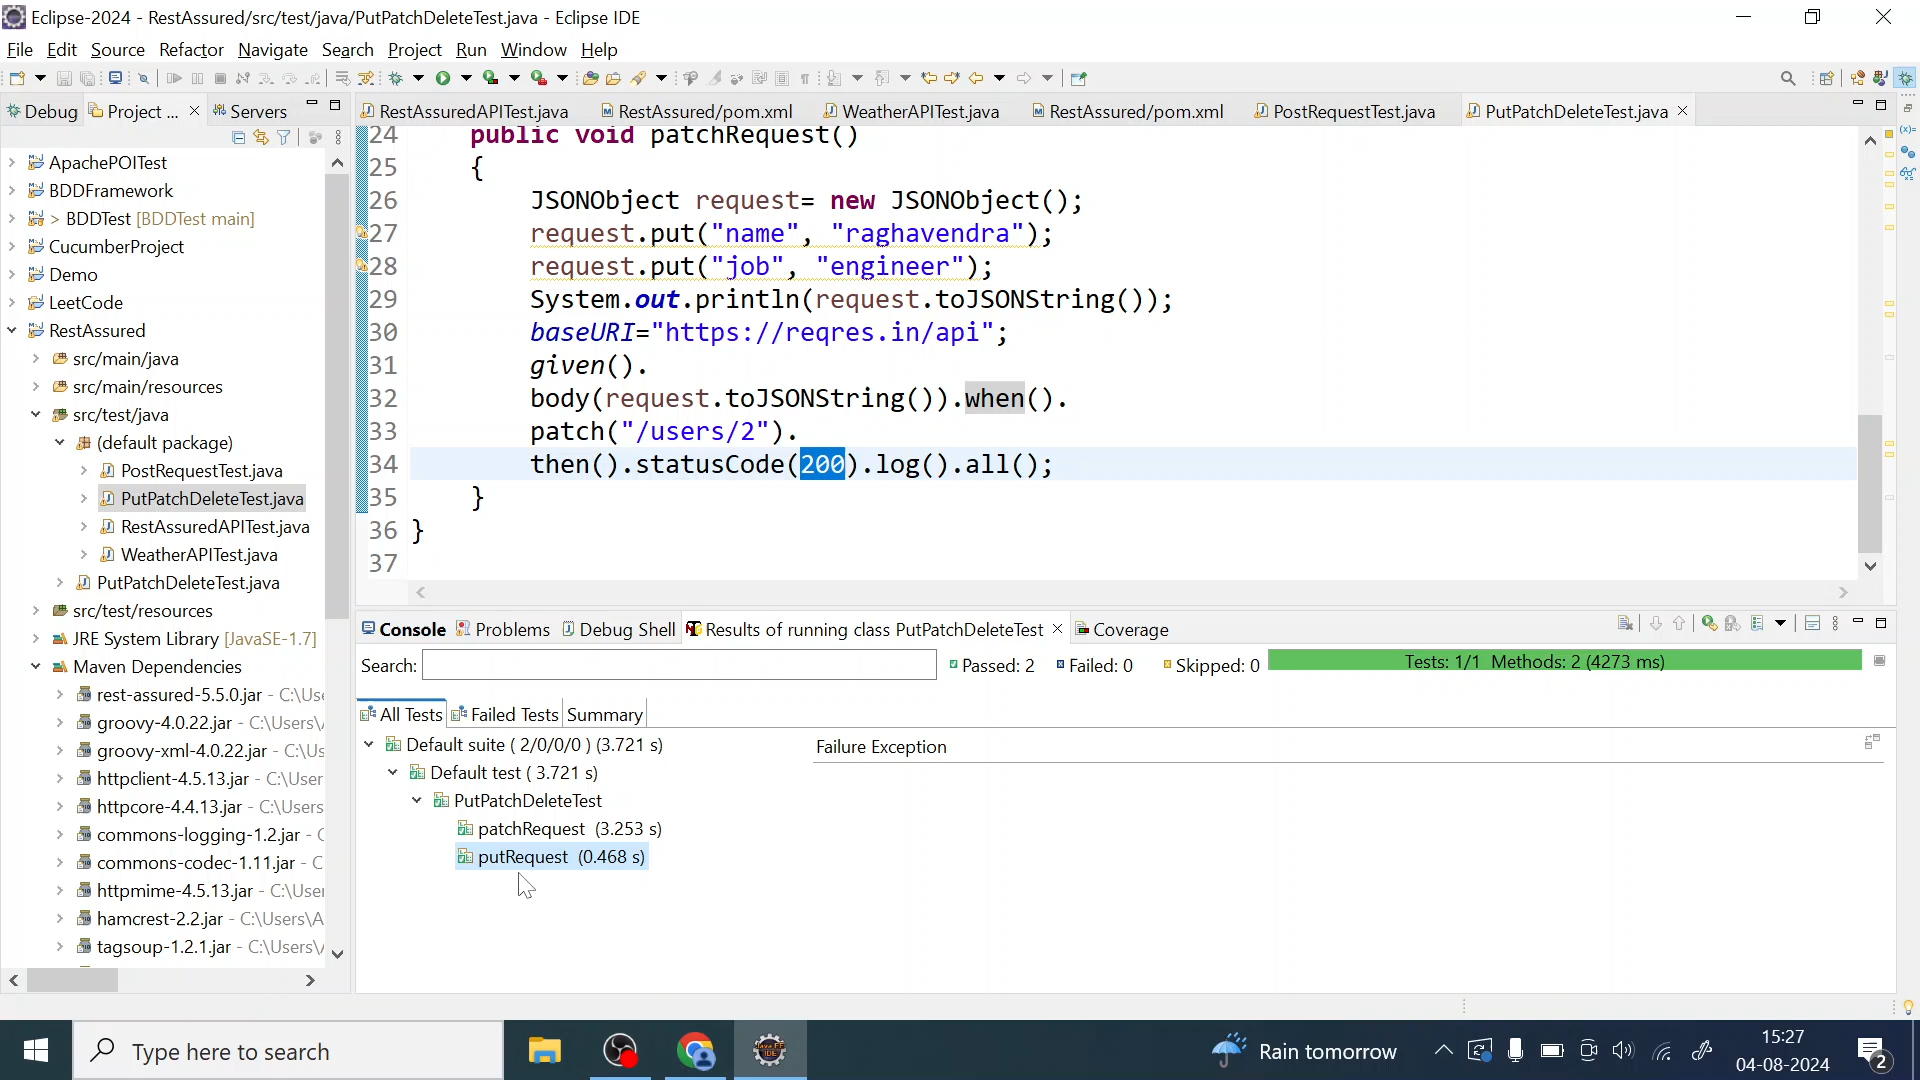 Eclipse-2024 - RestAssured/src/test/java/PutPatchDeleteTest.java - Eclipse IDE
File Edit Source Refactor Navigate Search Project Run Window Help
Debug Project ... Servers
RestAssuredAPITest.java RestAssured/pom.xml WeatherAPITest.java RestAssured/pom.xml PostRequestTest.java PutPatchDeleteTest.java
ApachePOITest
BDDFramework
> BDDTest [BDDTest main]
CucumberProject
Demo
LeetCode
RestAssured
src/main/java
src/main/resources
src/test/java
(default package)
PostRequestTest.java
PutPatchDeleteTest.java
RestAssuredAPITest.java
WeatherAPITest.java
PutPatchDeleteTest.java
src/test/resources
JRE System Library [JavaSE-1.7]
Maven Dependencies
rest-assured-5.5.0.jar - C:\Use
groovy-4.0.22.jar - C:\Users\
groovy-xml-4.0.22.jar - C:\Us
httpclient-4.5.13.jar - C:\User
httpcore-4.4.13.jar - C:\Users
commons-logging-1.2.jar - C
commons-codec-1.11.jar - C
httpmime-4.5.13.jar - C:\User
hamcrest-2.2.jar - C:\Users\A
tagsoup-1.2.1.jar - C:\Users\
24 public void patchRequest()
25 {
26 JSONObject request= new JSONObject();
27 request.put("name", "raghavendra");
28 request.put("job", "engineer");
29 System.out.println(request.toJSONString());
30 baseURI="https://reqres.in/api";
31 given().
32 body(request.toJSONString()).when().
33 patch("/users/2").
34 then().statusCode(200).log().all();
35 }
36 }
37
Console Problems Debug Shell Results of running class PutPatchDeleteTest Coverage
Search: Passed: 2 Failed: 0 Skipped: 0 Tests: 1/1 Methods: 2 (4273 ms)
All Tests Failed Tests Summary
Default suite ( 2/0/0/0 ) (3.721 s)
Default test ( 3.721 s)
PutPatchDeleteTest
patchRequest (3.253 s)
putRequest (0.468 s)
Failure Exception
Type here to search
Rain tomorrow
15:27
04-08-2024
2